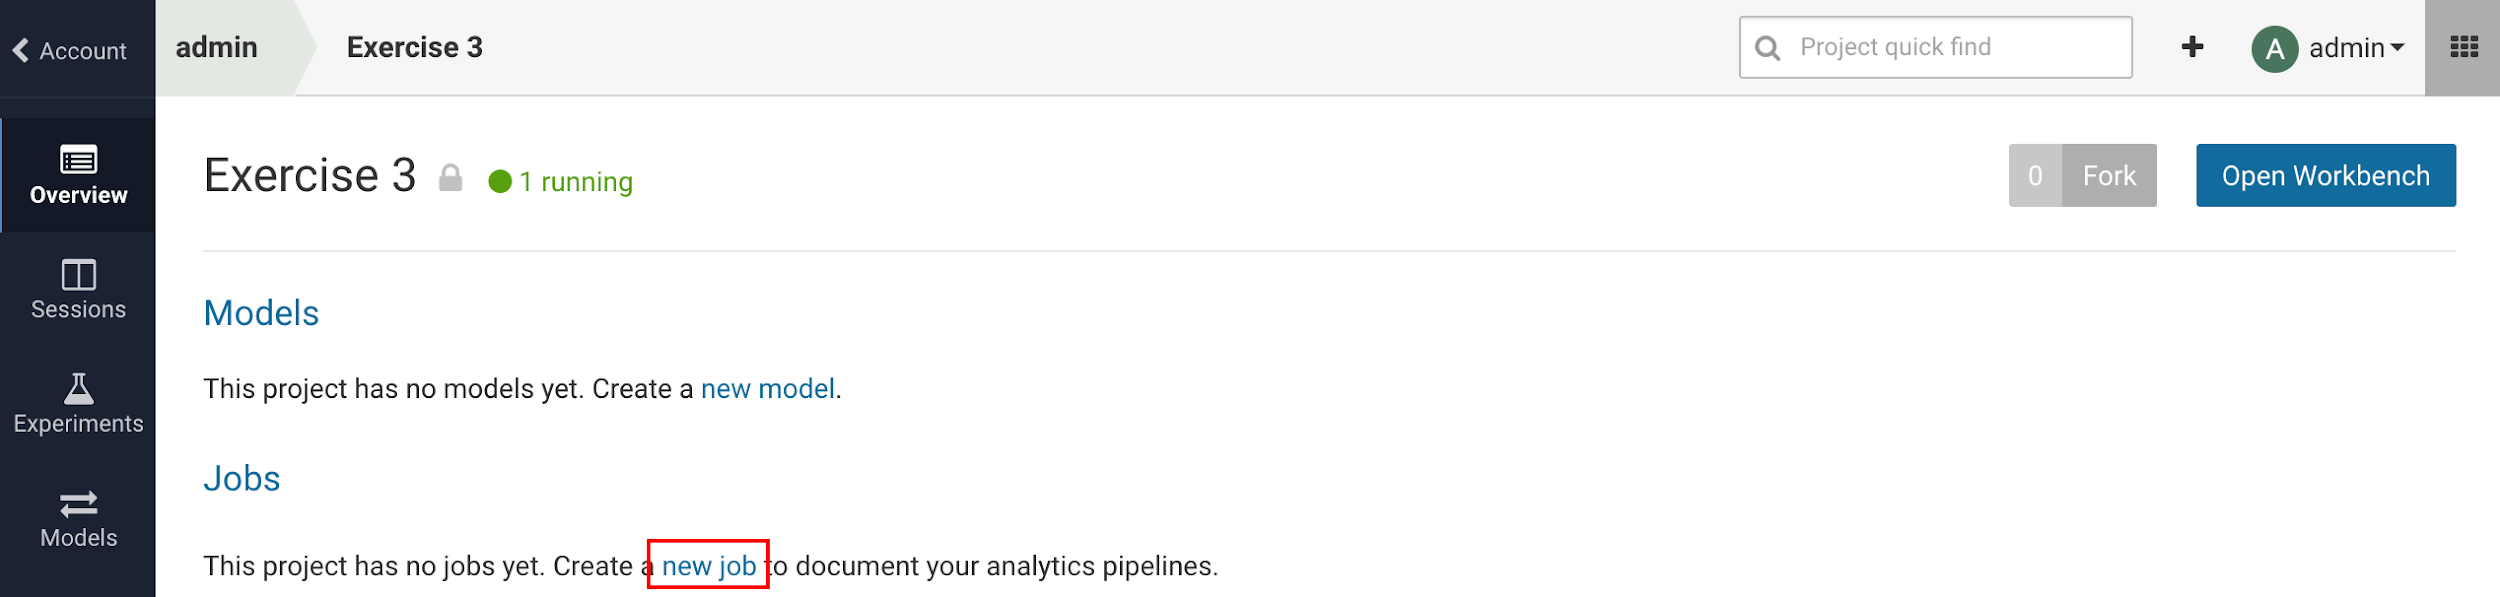 Account
admin
Exercise 3
Project quick find
A
admin
Overview
Sessions
Experiments
Models
Exercise 3
1 running
0
Fork
Open Workbench
Models
This project has no models yet. Create a new model.
Jobs
This project has no jobs yet. Create a new job to document your analytics pipelines.